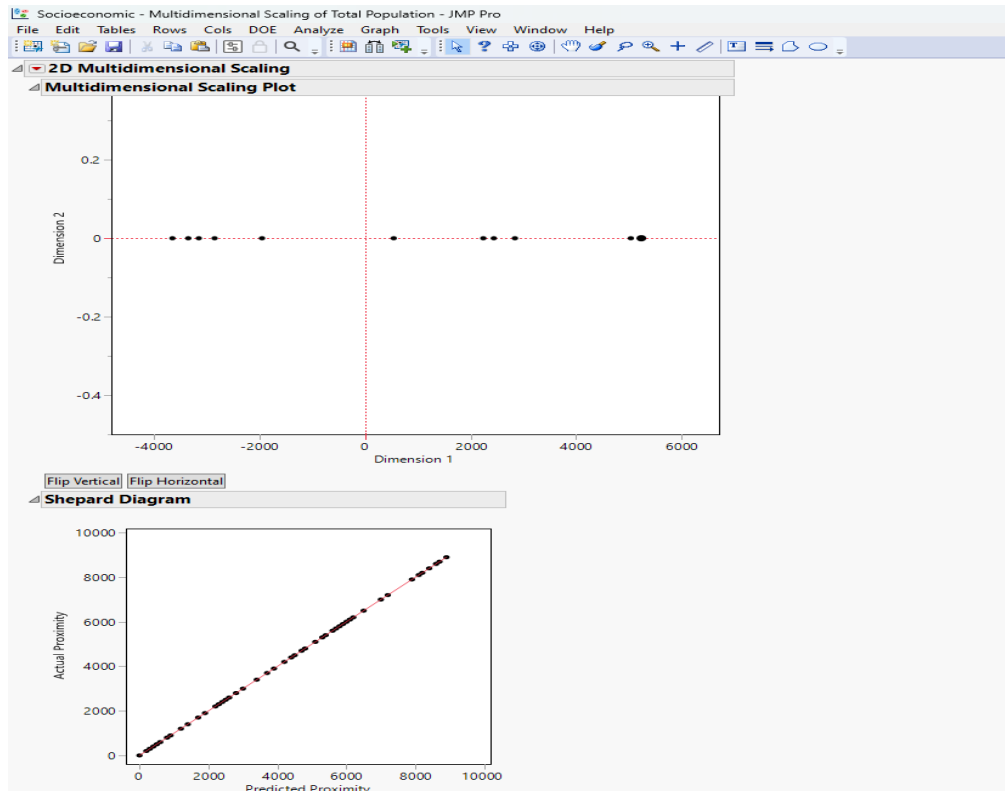 Socioeconomic - Multidimensional Scaling of Total Population - JMP Pro
File Edit Tables Rows Cols DOE Analyze Graph Tools View Window Help
2D Multidimensional Scaling
Multidimensional Scaling Plot
0.2
0
-0.2
-0.4
Dimension 2
-4000 -2000 0 2000 4000 6000
Dimension 1
Flip Vertical Flip Horizontal
Shepard Diagram
10000
8000
6000
4000
2000
0
Actual Proximity
0 2000 4000 6000 8000 10000
Predicted Proximity